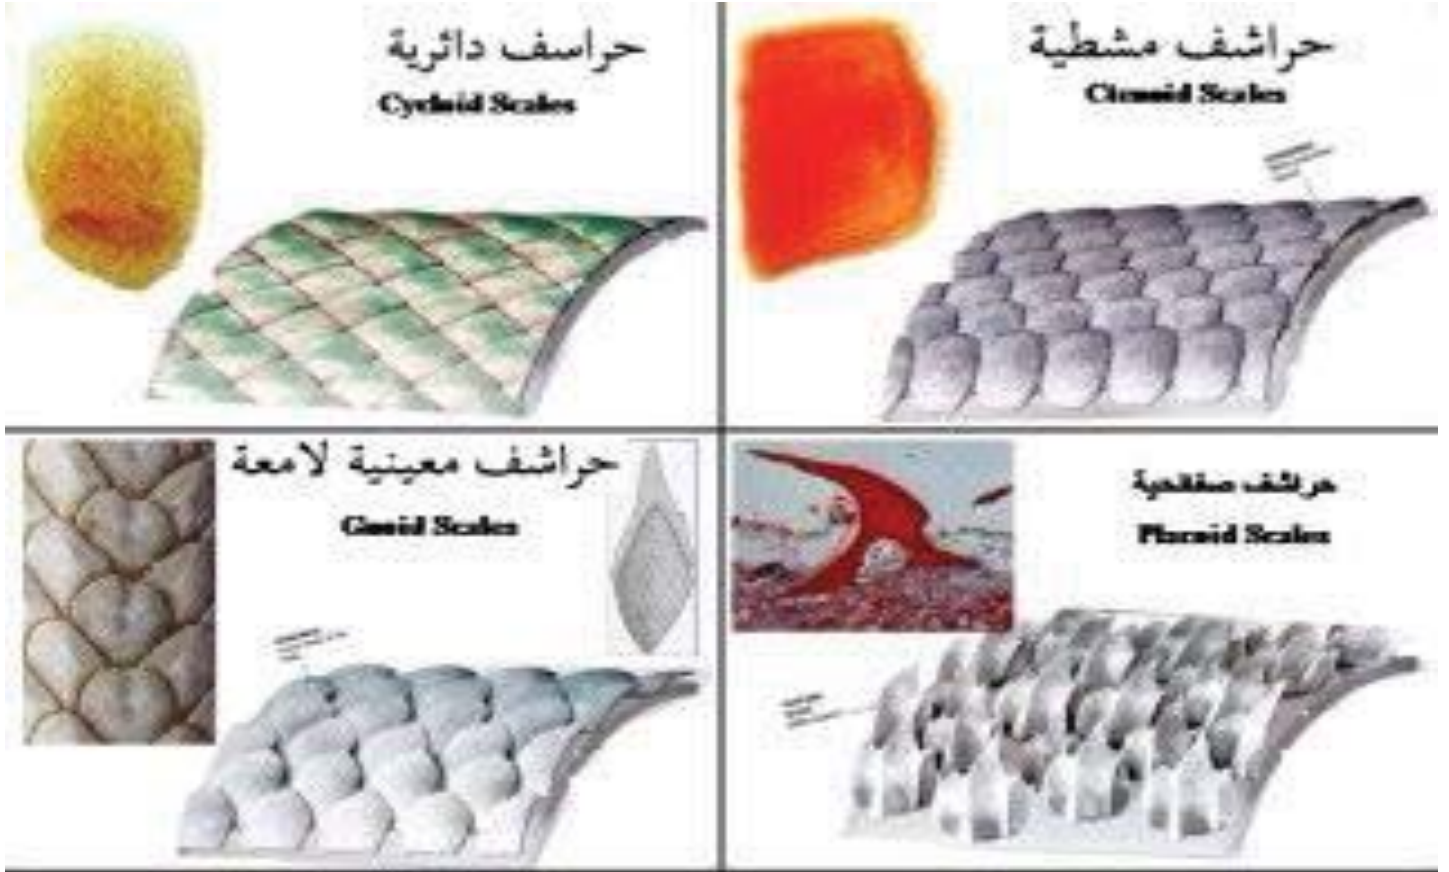 حراسف دائرية
Cycloid Scales
حراشف مشطية
Ctenoid Scales
حراشف معينية لامعة
Ganoid Scales
حراشف صفائحية
Placoid Scales